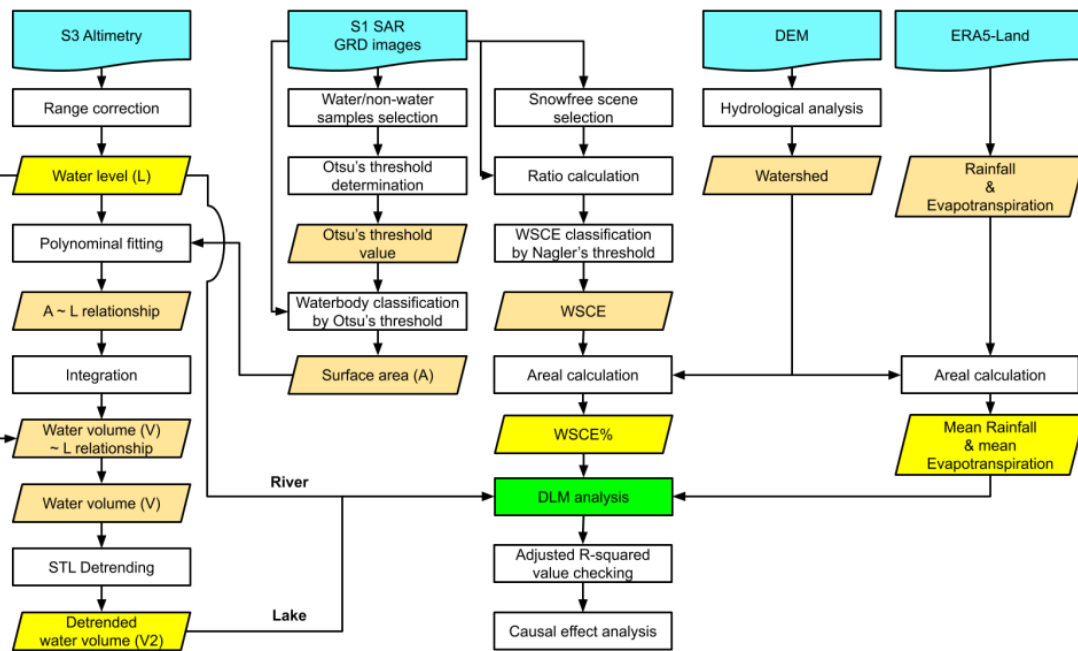 S3 Altimetry
Range correction
Water level (L)
Polynominal fitting
A ~ L relationship
Integration
Water volume (V)
~ L relationship
Water volume (V)
STL Detrending
Detrended
water volume (V2)
S1 SAR
GRD images
Water/non-water
samples selection
Otsu's threshold
determination
Otsu's threshold
value
Waterbody classification
by Otsu's threshold
Surface area (A)
River
Lake
Snowfree scene
selection
Ratio calculation
WSCE classification
by Nagler's threshold
WSCE
Areal calculation
WSCE%
DLM analysis
Adjusted R-squared
value checking
Causal effect analysis
DEM
Hydrological analysis
Watershed
ERA5-Land
Rainfall
&
Evapotranspiration
Areal calculation
Mean Rainfall
& mean
Evapotranspiration